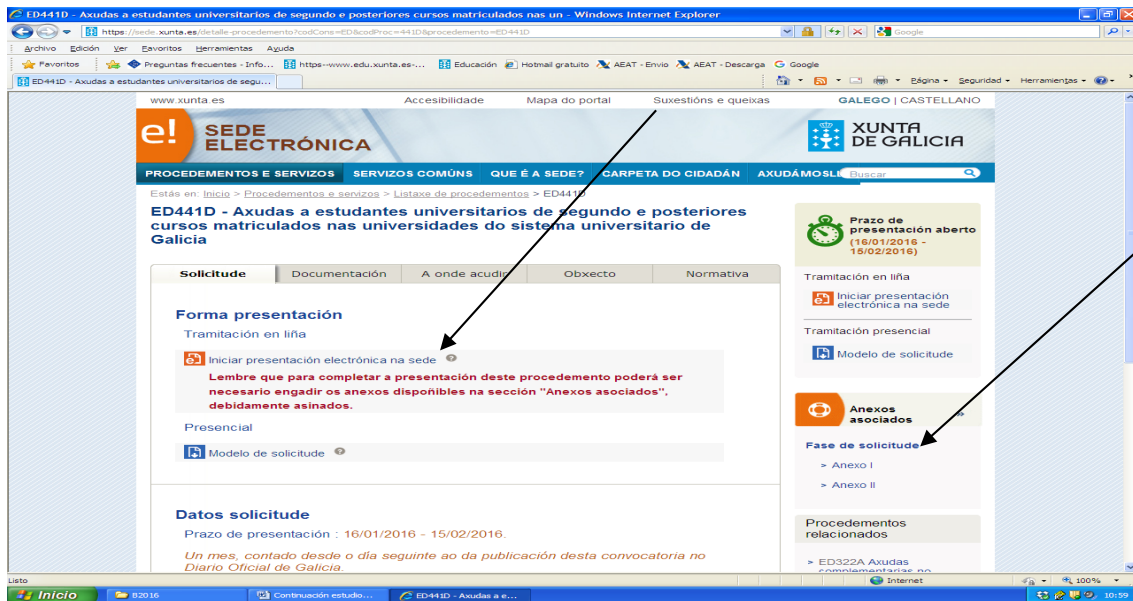 ED441D - Axudas a estudantes universitarios de segundo e posteriores cursos matriculados nas un - Windows Internet Explorer
https://sede.xunta.es/detalle-procedemento?codCons=ED&codProc=441D&procedemento=ED441D
Google
Archivo Edición Ver Favoritos Herramientas Ayuda
Favoritos Preguntas frecuentes - Info... https--www.edu.xunta.es-... Educación Hotmail gratuito AEAT - Envio AEAT - Descarga Google
ED441D - Axudas a estudantes universitarios de segu...
Página Seguridad Herramientas
www.xunta.es Accesibilidade Mapa do portal Suxestións e queixas GALEGO | CASTELLANO
e! SEDE ELECTRÓNICA
XUNTA
DE GALICIA
PROCEDEMENTOS E SERVIZOS SERVIZOS COMÚNS QUE É A SEDE? CARPETA DO CIDADÁN AXUDÁMOSL Buscar
Estás en: Inicio > Procedementos e servizos > Listaxe de procedementos > ED441D
ED441D - Axudas a estudantes universitarios de segundo e posteriores
cursos matriculados nas universidades do sistema universitario de
Galicia
Solicitude Documentación A onde acudir Obxecto Normativa
Forma presentación
Tramitación en liña
Iniciar presentación electrónica na sede
Lembre que para completar a presentación deste procedemento poderá ser
necesario engadir os anexos dispoñibles na sección "Anexos asociados",
debidamente asinados.
Presencial
Modelo de solicitude
Datos solicitude
Prazo de presentación : 16/01/2016 - 15/02/2016.
Un mes, contado desde o día seguinte ao da publicación desta convocatoria no
Diario Oficial de Galicia.
Prazo de
presentación aberto
(16/01/2016 -
15/02/2016)
Tramitación en liña
Iniciar presentación
electrónica na sede
Tramitación presencial
Modelo de solicitude
Anexos
asociados »
Fase de solicitude
> Anexo I
> Anexo II
Procedementos
relacionados
> ED322A Axudas
complementarias no
Listo Internet 100%
Inicio B2016 Continuación estudio... ED441D - Axudas a e... 10:59